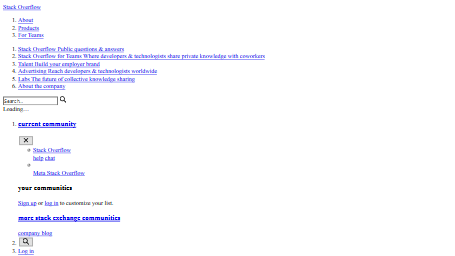 Stack Overflow
1. About
2. Products
3. For Teams
1. Stack Overflow Public questions & answers
2. Stack Overflow for Teams Where developers & technologists share private knowledge with coworkers
3. Talent Build your employer brand
4. Advertising Reach developers & technologists worldwide
5. Labs The future of collective knowledge sharing
6. About the company
Search...
Loading…
1. current community
Stack Overflow
help chat
Meta Stack Overflow
your communities
Sign up or log in to customize your list.
more stack exchange communities
company blog
2.
3. Log in